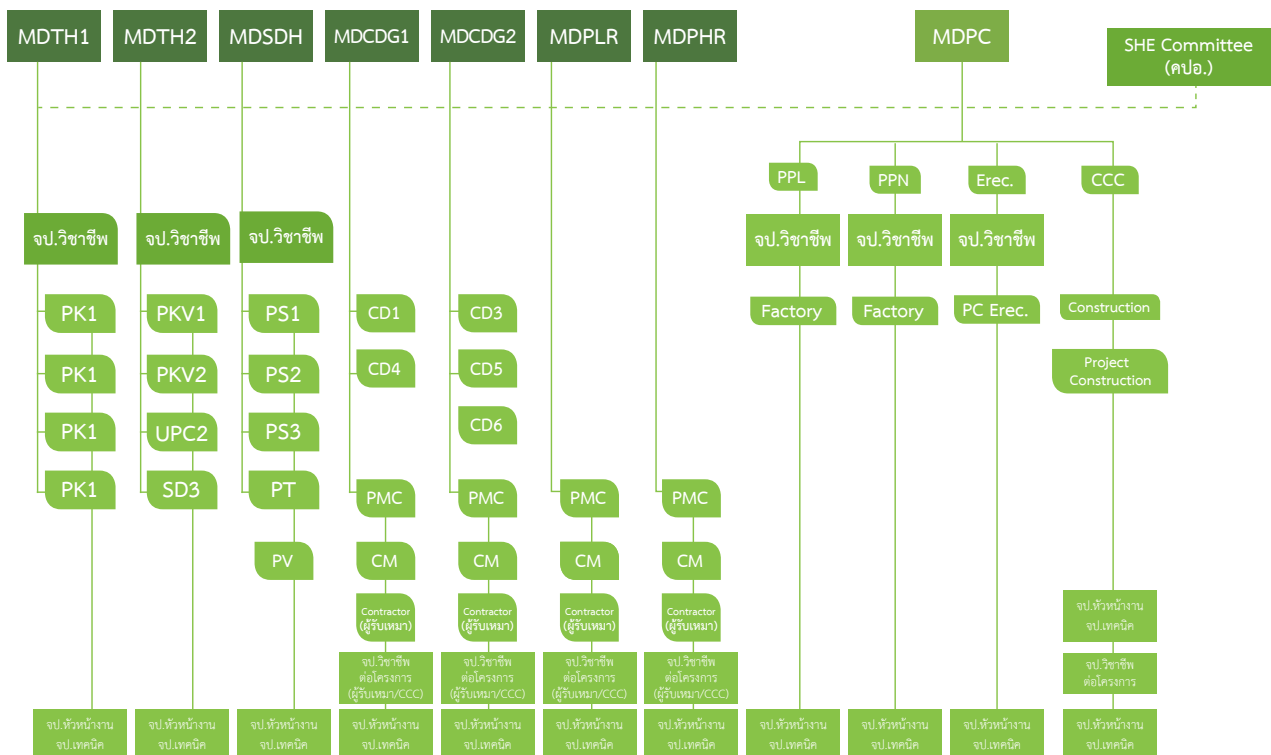 MDTH1
MDTH2
MDSDH
MDCDG1
MDCDG2
MDPLR
MDPHR
MDPC
SHE Committee
(คปอ.)
PPL
PPN
Erec.
CCC
จป.วิชาชีพ
จป.วิชาชีพ
จป.วิชาชีพ
จป.วิชาชีพ
จป.วิชาชีพ
จป.วิชาชีพ
PK1
PKV1
PS1
CD1
CD3
Factory
Factory
PC Erec.
Construction
PK1
PKV2
PS2
CD4
CD5
Project
Construction
PK1
UPC2
PS3
CD6
PK1
SD3
PT
PMC
PMC
PMC
PMC
PV
CM
CM
CM
CM
Contractor
(ผู้รับเหมา)
Contractor
(ผู้รับเหมา)
Contractor
(ผู้รับเหมา)
Contractor
(ผู้รับเหมา)
จป.หัวหน้างาน
จป.เทคนิค
จป.วิชาชีพ
ต่อโครงการ
(ผู้รับเหมา/CCC)
จป.วิชาชีพ
ต่อโครงการ
(ผู้รับเหมา/CCC)
จป.วิชาชีพ
ต่อโครงการ
(ผู้รับเหมา/CCC)
จป.วิชาชีพ
ต่อโครงการ
(ผู้รับเหมา/CCC)
จป.วิชาชีพ
ต่อโครงการ
จป.หัวหน้างาน
จป.เทคนิค
จป.หัวหน้างาน
จป.เทคนิค
จป.หัวหน้างาน
จป.เทคนิค
จป.หัวหน้างาน
จป.เทคนิค
จป.หัวหน้างาน
จป.เทคนิค
จป.หัวหน้างาน
จป.เทคนิค
จป.หัวหน้างาน
จป.เทคนิค
จป.หัวหน้างาน
จป.เทคนิค
จป.หัวหน้างาน
จป.เทคนิค
จป.หัวหน้างาน
จป.เทคนิค
จป.หัวหน้างาน
จป.เทคนิค